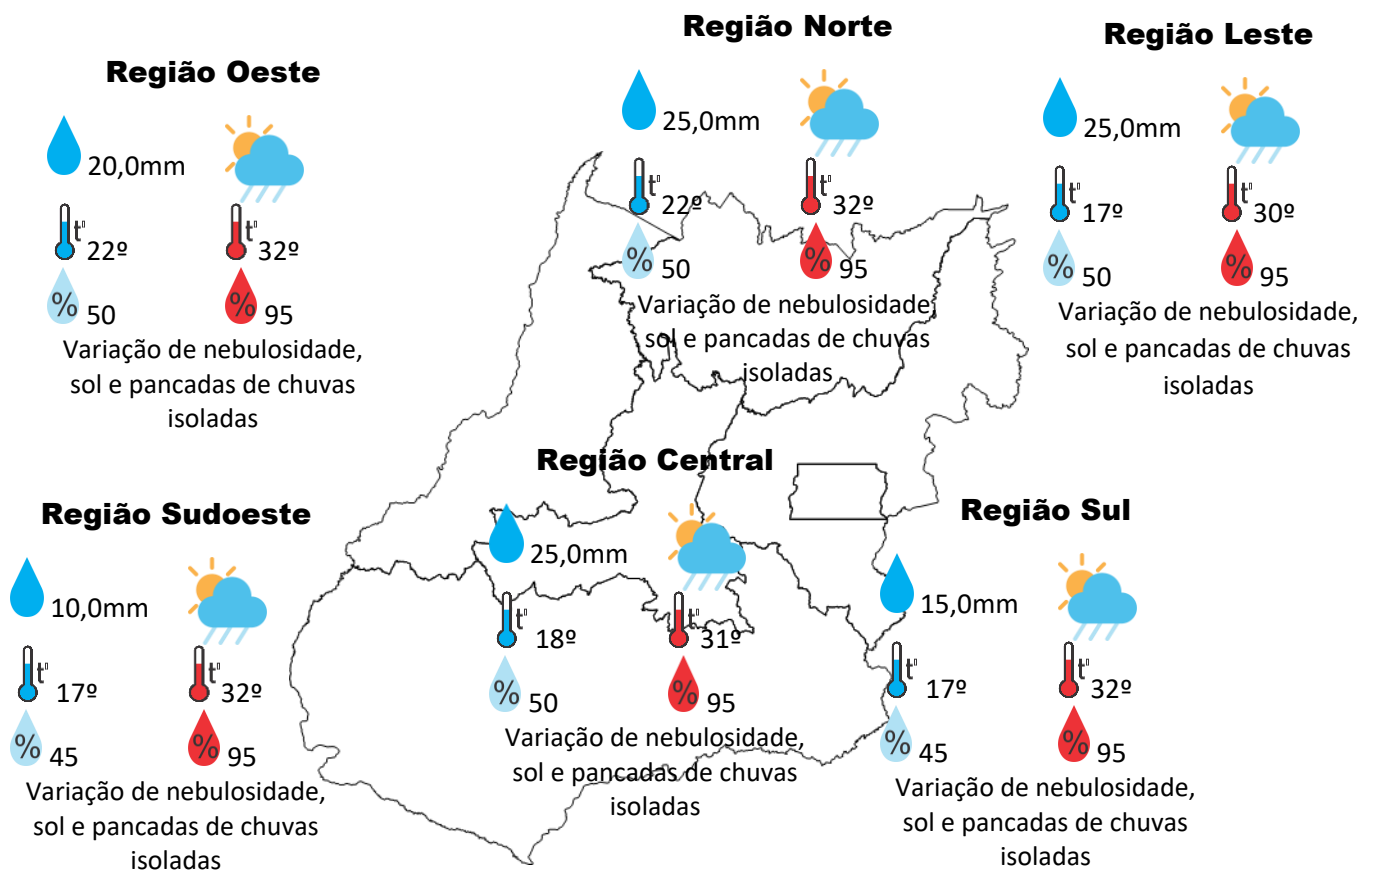 Região Oeste
20,0mm
t°
22º
32º
% 50
% 95
Variação de nebulosidade,
sol e pancadas de chuvas
isoladas
Região Norte
25,0mm
t°
22º
t°
32º
% 50
% 95
Variação de nebulosidade,
sol e pancadas de chuvas
isoladas
Região Leste
25,0mm
t°
17º
t°
30º
% 50
% 95
Variação de nebulosidade,
sol e pancadas de chuvas
isoladas
Região Sudoeste
10,0mm
t°
17º
t°
32º
% 45
% 95
Variação de nebulosidade,
sol e pancadas de chuvas
isoladas
Região Central
25,0mm
t°
18º
t°
31º
% 50
% 95
Variação de nebulosidade,
sol e pancadas de chuvas
isoladas
Região Sul
15,0mm
t°
17º
t°
32º
% 45
% 95
Variação de nebulosidade,
sol e pancadas de chuvas
isoladas